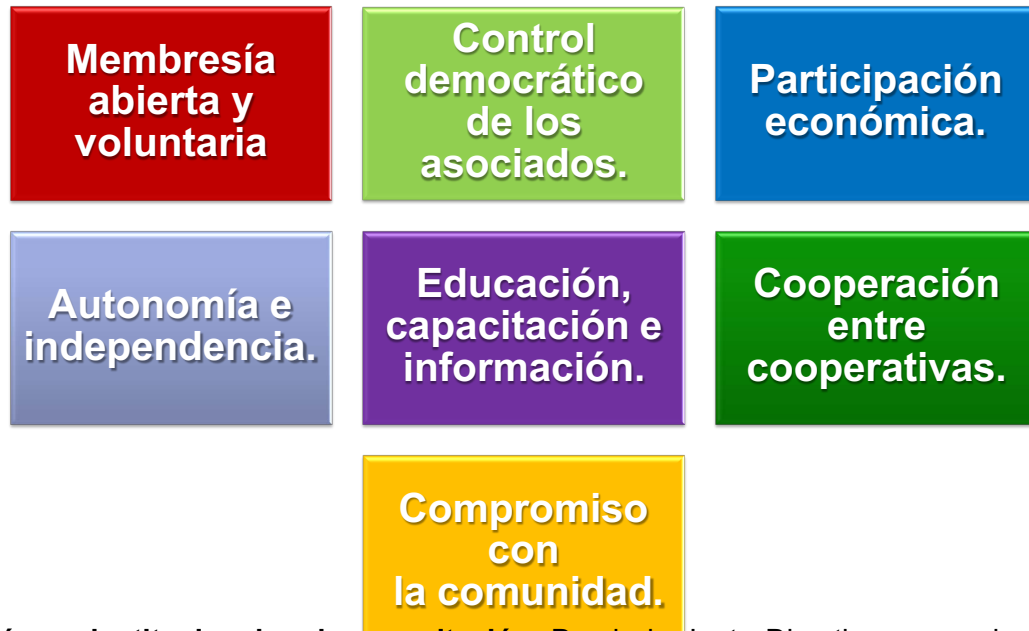 Membresía
abierta y
voluntaria
Control
democrático
de los
asociados.
Participación
económica.
Autonomía e
independencia.
Educación,
capacitación e
información.
Cooperación
entre
cooperativas.
Compromiso
con
la comunidad.